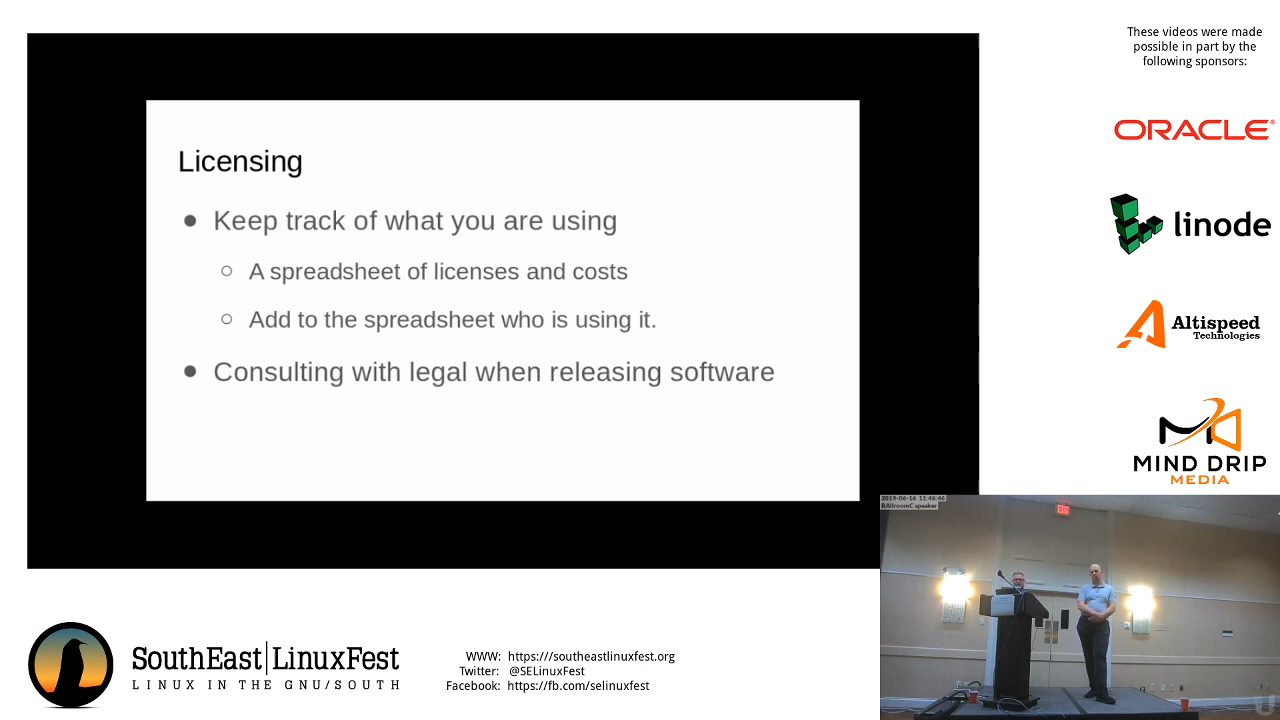 These videos were made
possible in part by the
following sponsors:
ORACLE®
linode
Altispeed
Technologies
MIND DRIP
MEDIA
Licensing
Keep track of what you are using
A spreadsheet of licenses and costs
Add to the spreadsheet who is using it.
Consulting with legal when releasing software
2019-06-16 11:46:46
BAllroomC speaker
EXIT
SouthEast LinuxFest
LINUX IN THE GNU/SOUTH
WWW: https:///southeastlinuxfest.org
Twitter: @SELinuxFest
Facebook: https://fb.com/selinuxfest